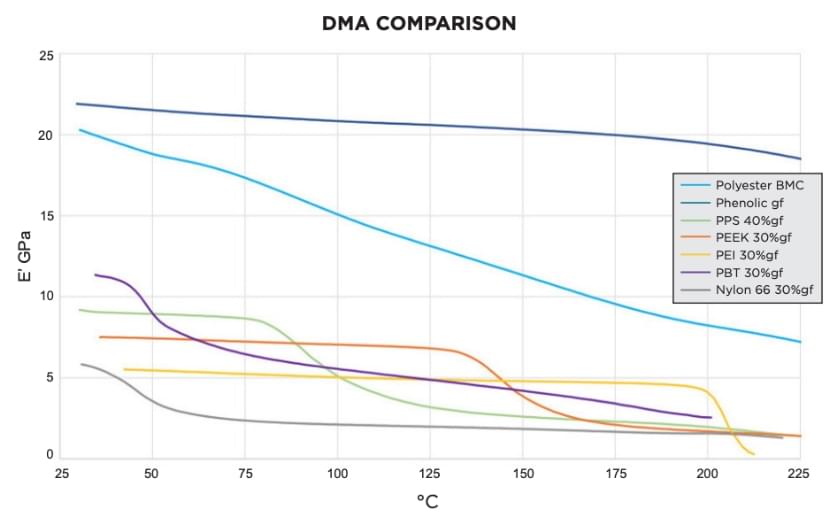 DMA COMPARISON
25
20
15
10
5
0
E' GPa
Polyester BMC
Phenolic gf
PPS 40%gf
PEEK 30%gf
PEI 30%gf
PBT 30%gf
Nylon 66 30%gf
25 50 75 100 125 150 175 200 225
°C